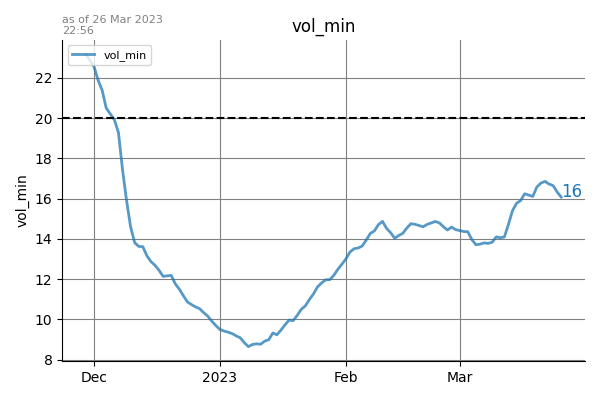 as of 26 Mar 2023
22:56
vol_min
vol_min
22
20
18
16
14
12
10
8
vol_min
16
Dec
2023
Feb
Mar